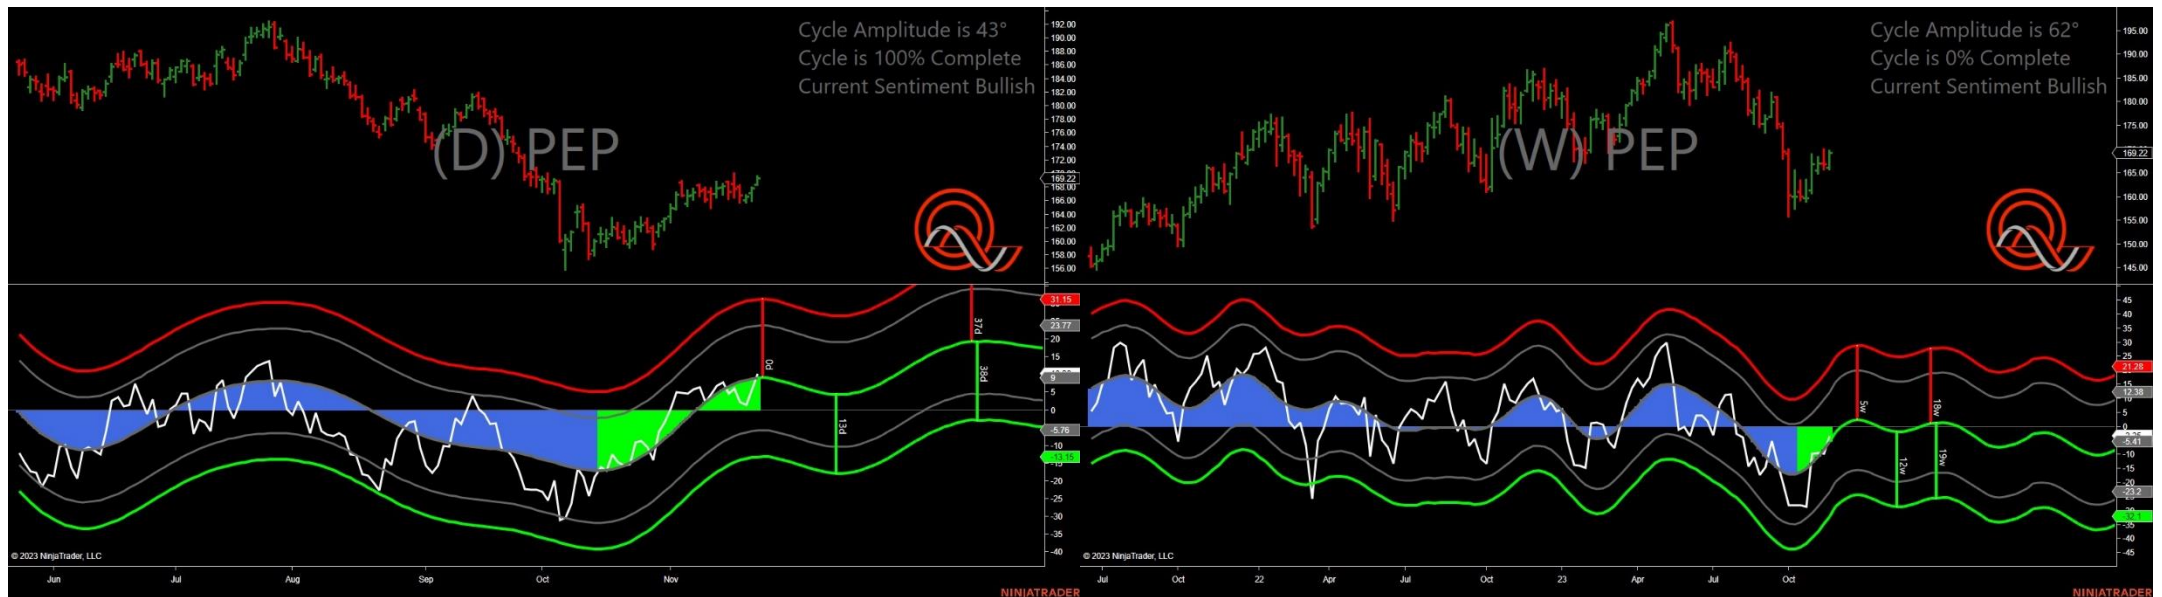 Cycle Amplitude is 43°
Cycle is 100% Complete
Current Sentiment Bullish
(D) PEP
192.00
190.00
188.00
186.00
184.00
182.00
180.00
178.00
176.00
174.00
172.00
169.22
168.00
166.00
164.00
162.00
160.00
158.00
156.00
31.15
23.77
20
15
9
5
0
-5.76
-13.15
-20
-25
-30
-35
-40
0d
13d
37d
38d
© 2023 NinjaTrader, LLC
Jun Jul Aug Sep Oct Nov
NINJATRADER
Cycle Amplitude is 62°
Cycle is 0% Complete
Current Sentiment Bullish
(W) PEP
195.00
190.00
185.00
180.00
175.00
169.22
165.00
160.00
155.00
150.00
145.00
45
40
35
30
25
21.28
15
12.38
5
0
-5.41
-10
-15
-20
-23.2
-32.1
-35
-40
-45
5w
12w
18w
19w
© 2023 NinjaTrader, LLC
Jul Oct 22 Apr Jul Oct 23 Apr Jul Oct
NINJATRADER